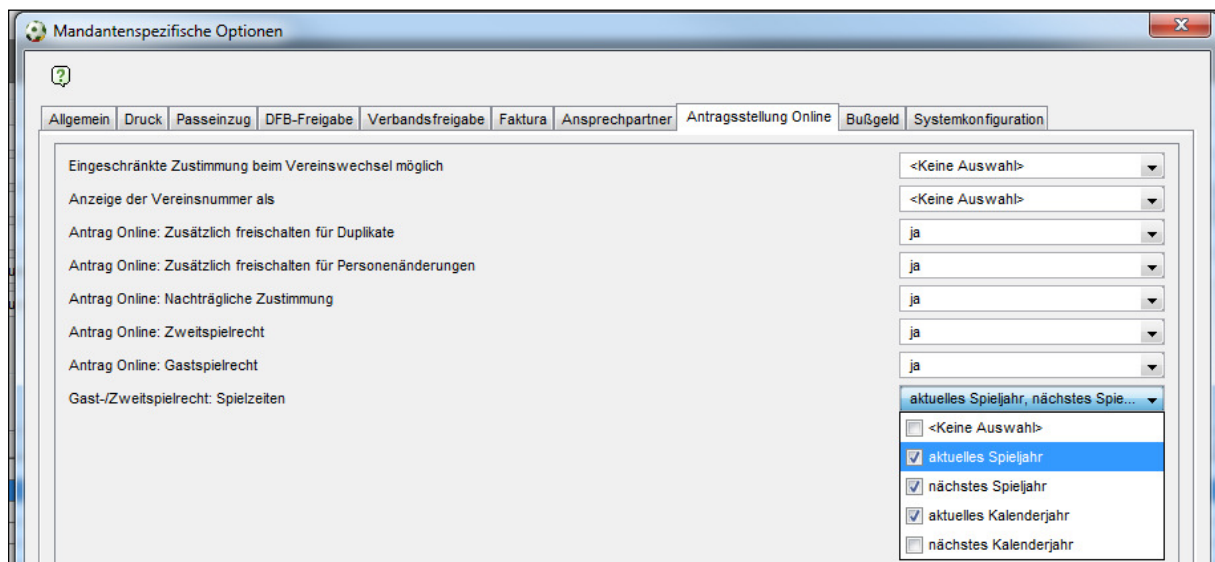 Mandantenspezifische Optionen
Allgemein Druck Passeinzug DFB-Freigabe Verbandsfreigabe Faktura Ansprechpartner Antragsstellung Online Bußgeld Systemkonfiguration
Eingeschränkte Zustimmung beim Vereinswechsel möglich <Keine Auswahl>
Anzeige der Vereinsnummer als <Keine Auswahl>
Antrag Online: Zusätzlich freischalten für Duplikate ja
Antrag Online: Zusätzlich freischalten für Personenänderungen ja
Antrag Online: Nachträgliche Zustimmung ja
Antrag Online: Zweitspielrecht ja
Antrag Online: Gastspielrecht ja
Gast-/Zweitspielrecht: Spielzeiten aktuelles Spieljahr, nächstes Spie...
<Keine Auswahl>
aktuelles Spieljahr
nächstes Spieljahr
aktuelles Kalenderjahr
nächstes Kalenderjahr